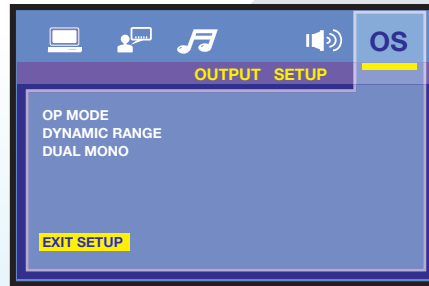 OS
OUTPUT SETUP
OP MODE
DYNAMIC RANGE
DUAL MONO
EXIT SETUP